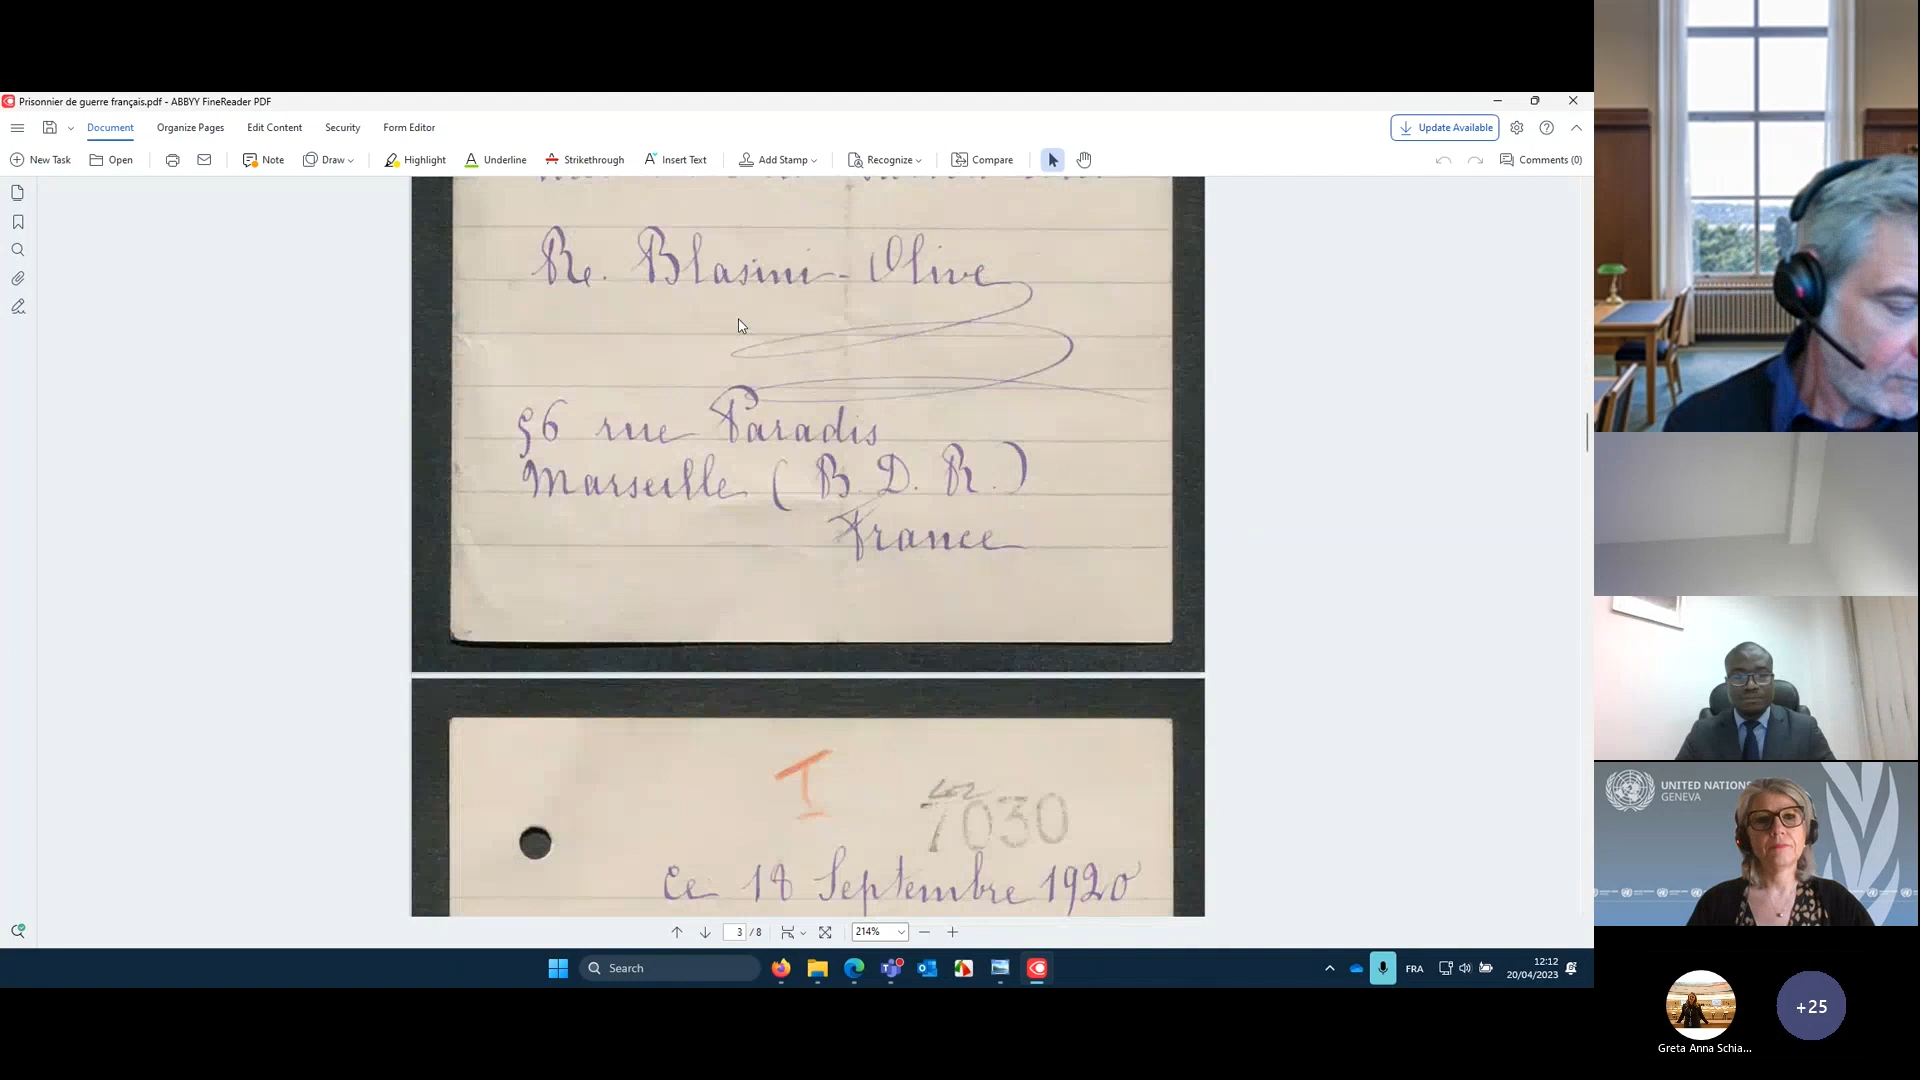 Prisonnier de guerre français.pdf - ABBYY FineReader PDF
Document Organize Pages Edit Content Security Form Editor
Update Available
New Task Open Note Draw Highlight Underline Strikethrough Insert Text Add Stamp Recognize Compare Comments (0)
Re. Blasini-Olive
56 rue Paradis
Marseille (B. D. R.)
France
I
7030
Ce 18 Septembre 1920
3 / 8 214%
Search
FRA
12:12
20/04/2023
UNITED NATIONS
GENEVA
+25
Greta Anna Schia...